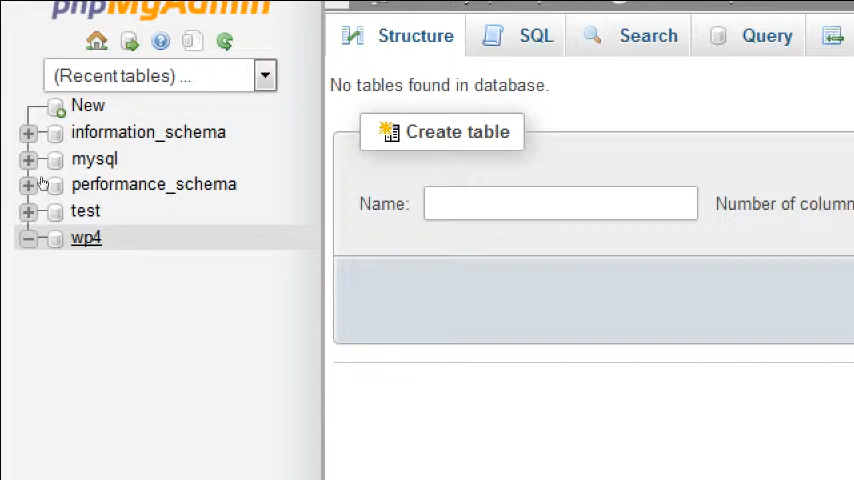 phpMyAdmin
(Recent tables) ...
New
information_schema
mysql
performance_schema
test
wp4
Structure
SQL
Search
Query
No tables found in database.
Create table
Name:
Number of column